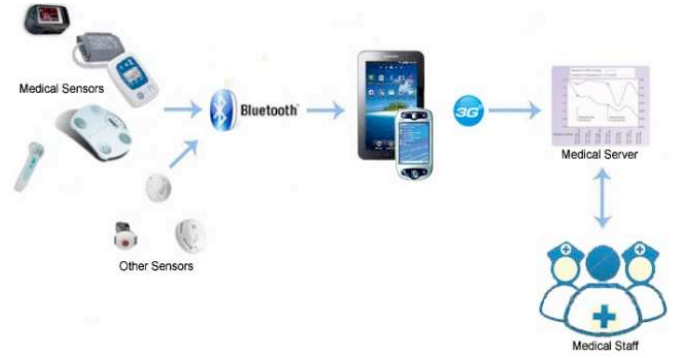 Medical Sensors
Bluetooth
3G
Medical Server
Other Sensors
Medical Staff